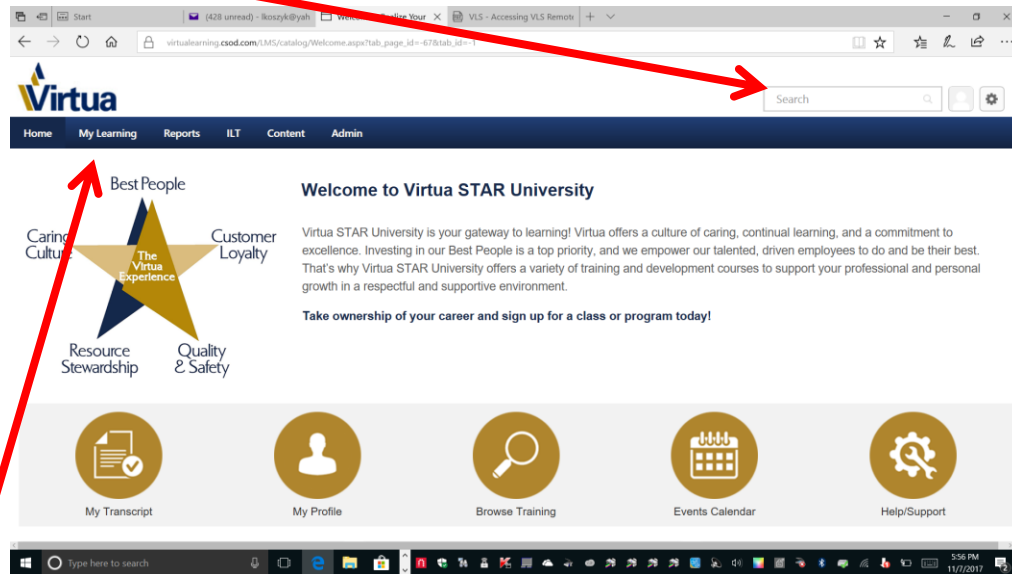 Start
(428 unread) - lkoszyk@yah
Your
VLS - Accessing VLS Remot
virtualearning.csod.com/LMS/catalog/Welcome.aspx?tab_page_id=-67&tab_id=-1
Virtua
Search
Home My Learning Reports ILT Content Admin
Best People
Caring Culture
Customer Loyalty
The Virtua Experience
Resource Stewardship
Quality & Safety
Welcome to Virtua STAR University
Virtua STAR University is your gateway to learning! Virtua offers a culture of caring, continual learning, and a commitment to
excellence. Investing in our Best People is a top priority, and we empower our talented, driven employees to do and be their best.
That's why Virtua STAR University offers a variety of training and development courses to support your professional and personal
growth in a respectful and supportive environment.
Take ownership of your career and sign up for a class or program today!
My Transcript My Profile Browse Training Events Calendar Help/Support
Type here to search
5:56 PM
11/7/2017